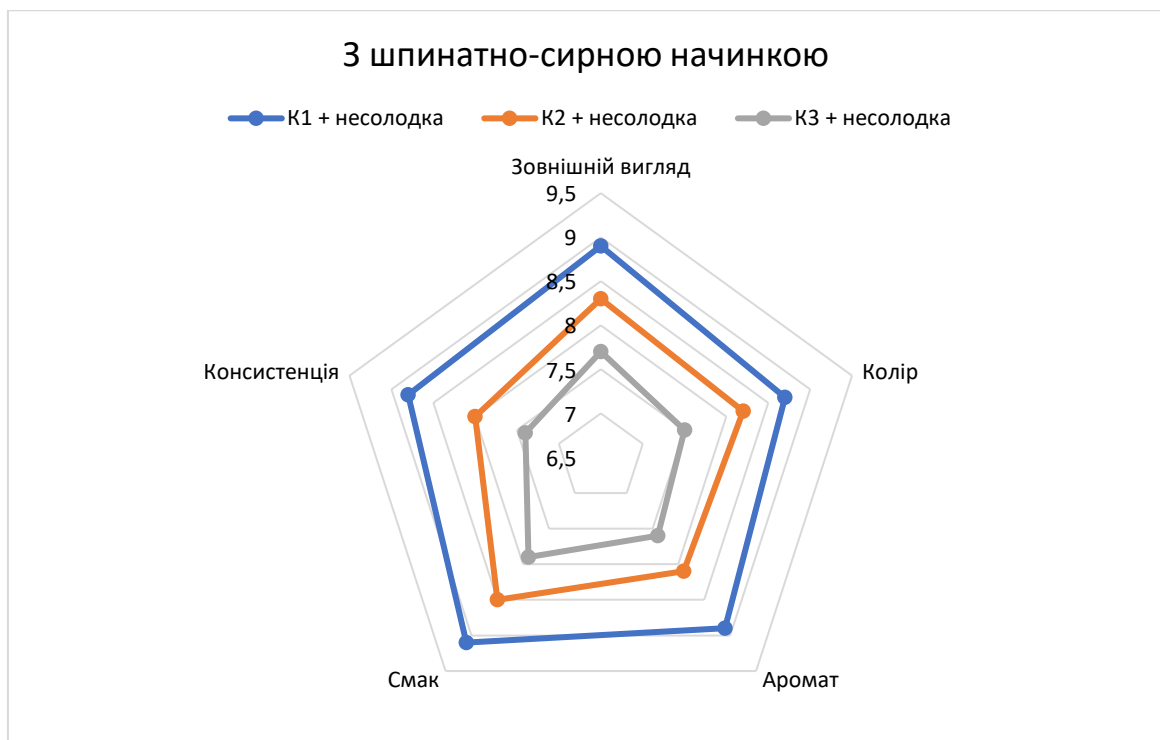 З шпинатно-сирною начинкою
К1 + несолодка К2 + несолодка К3 + несолодка
Зовнішній вигляд
9,5
9
8,5
8
7,5
7
6,5
Консистенція
Колір
Смак
Аромат